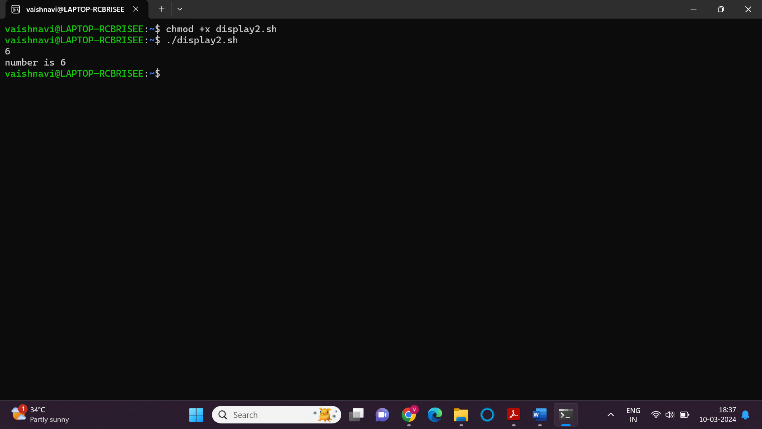 vaishnavi@LAPTOP-RCBRISEE
vaishnavi@LAPTOP-RCBRISEE:~$ chmod +x display2.sh
vaishnavi@LAPTOP-RCBRISEE:~$ ./display2.sh
6
number is 6
vaishnavi@LAPTOP-RCBRISEE:~$
1
34°C
Partly sunny
Search
V
W
ENG
IN
18:37
10-03-2024